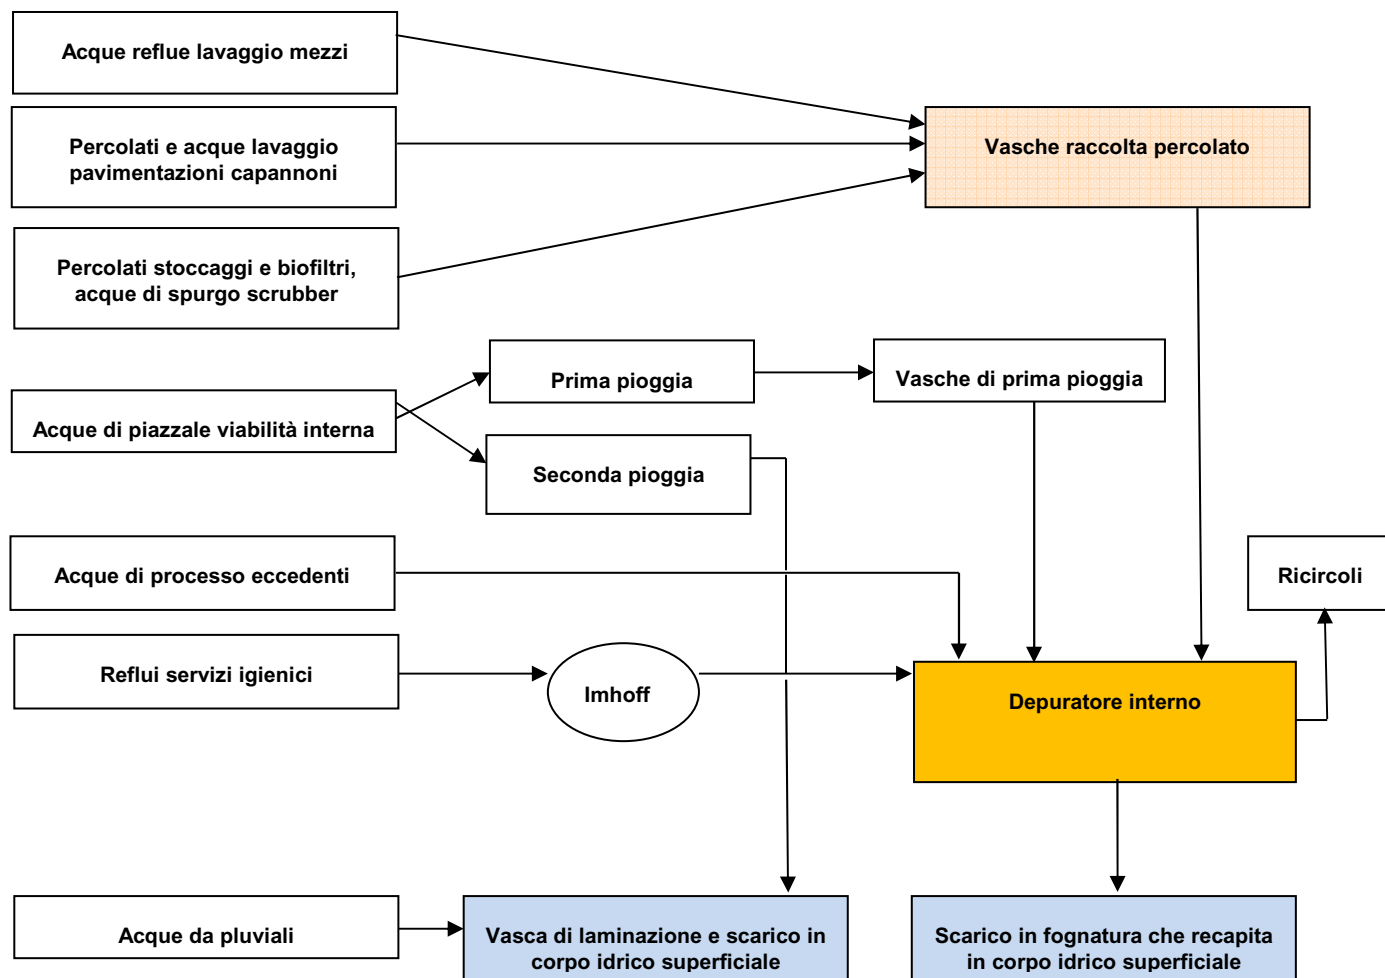 Acque reflue lavaggio mezzi
Percolati e acque lavaggio
pavimentazioni capannoni
Vasche raccolta percolato
Percolati stoccaggi e biofiltri,
acque di spurgo scrubber
Prima pioggia
Vasche di prima pioggia
Acque di piazzale viabilità interna
Seconda pioggia
Acque di processo eccedenti
Ricircoli
Reflui servizi igienici
Imhoff
Depuratore interno
Acque da pluviali
Vasca di laminazione e scarico in
corpo idrico superficiale
Scarico in fognatura che recapita
in corpo idrico superficiale